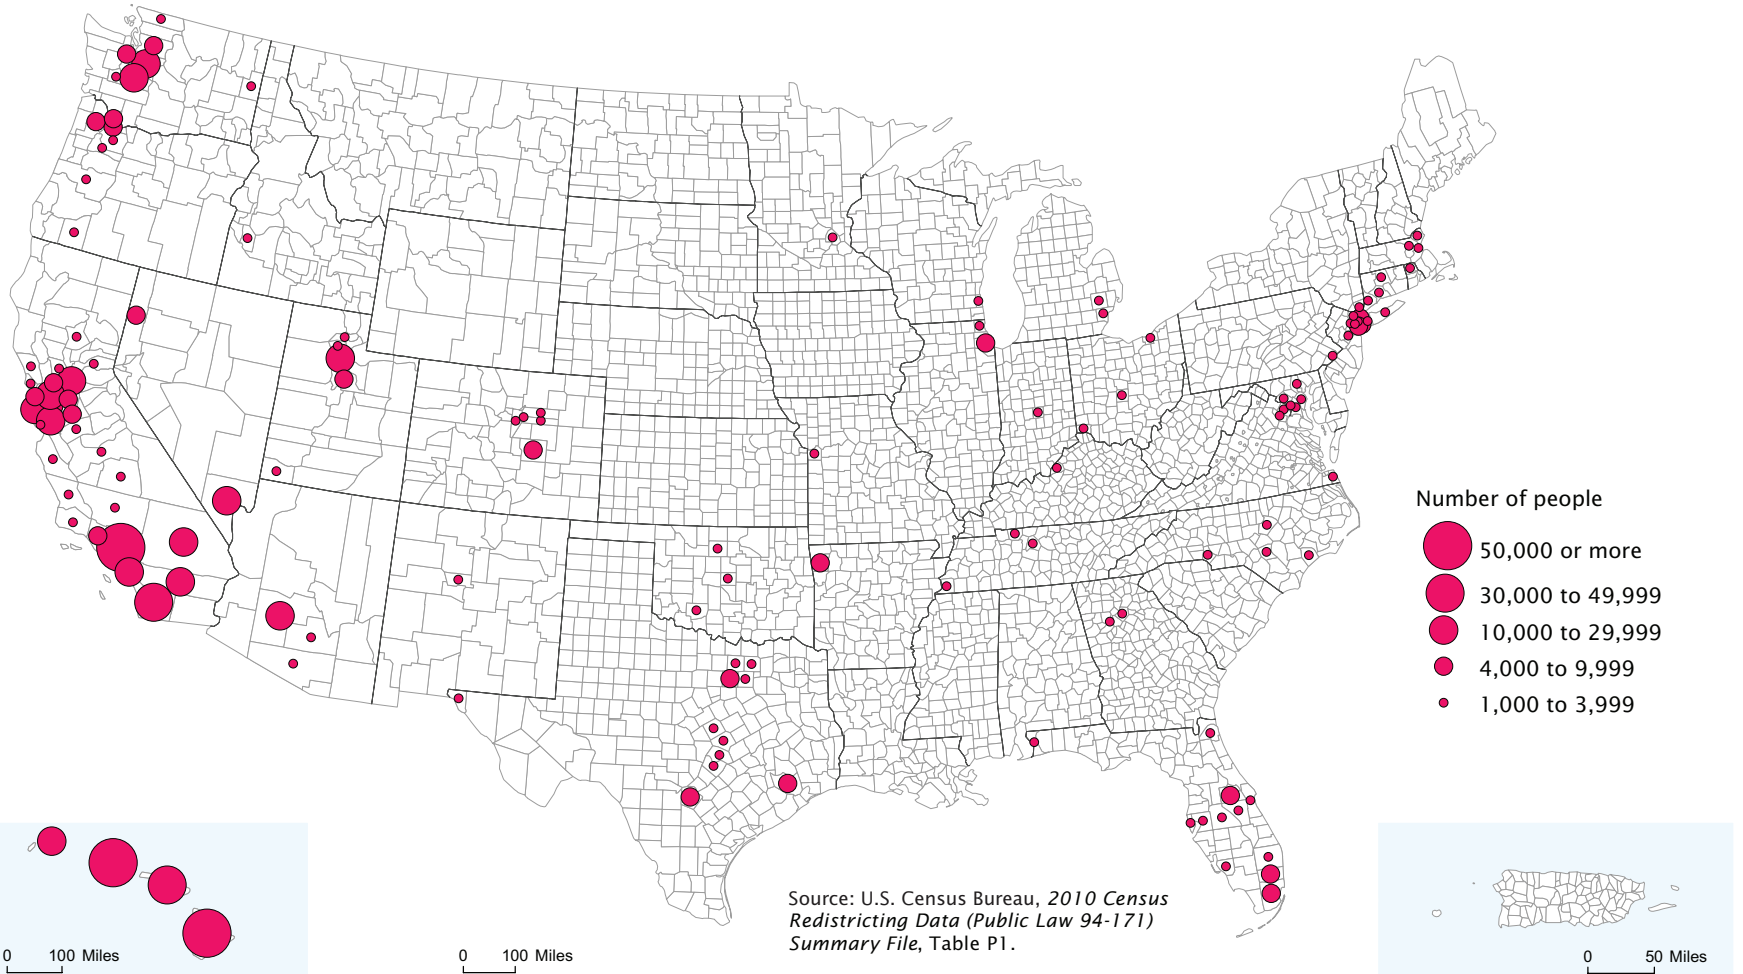 Number of people
50,000 or more
30,000 to 49,999
10,000 to 29,999
4,000 to 9,999
1,000 to 3,999
Source: U.S. Census Bureau, 2010 Census
Redistricting Data (Public Law 94-171)
Summary File, Table P1.
0 100 Miles
0 100 Miles
0 50 Miles